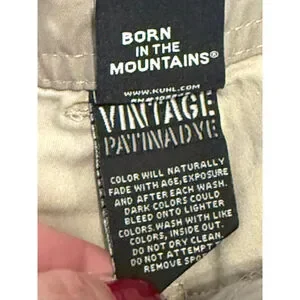 BORN
IN THE
MOUNTAINS®
WWW.KUHL.COM
VINTAGE
PATINADYE
COLOR WILL NATURALLY
FADE WITH AGE, EXPOSURE
AND AFTER EACH WASH.
DARK COLORS COULD
BLEED ONTO LIGHTER
COLORS. WASH WITH LIKE
COLORS, INSIDE OUT.
DO NOT DRY CLEAN.
DO NOT ATTEMPT T
REMOVE SPO